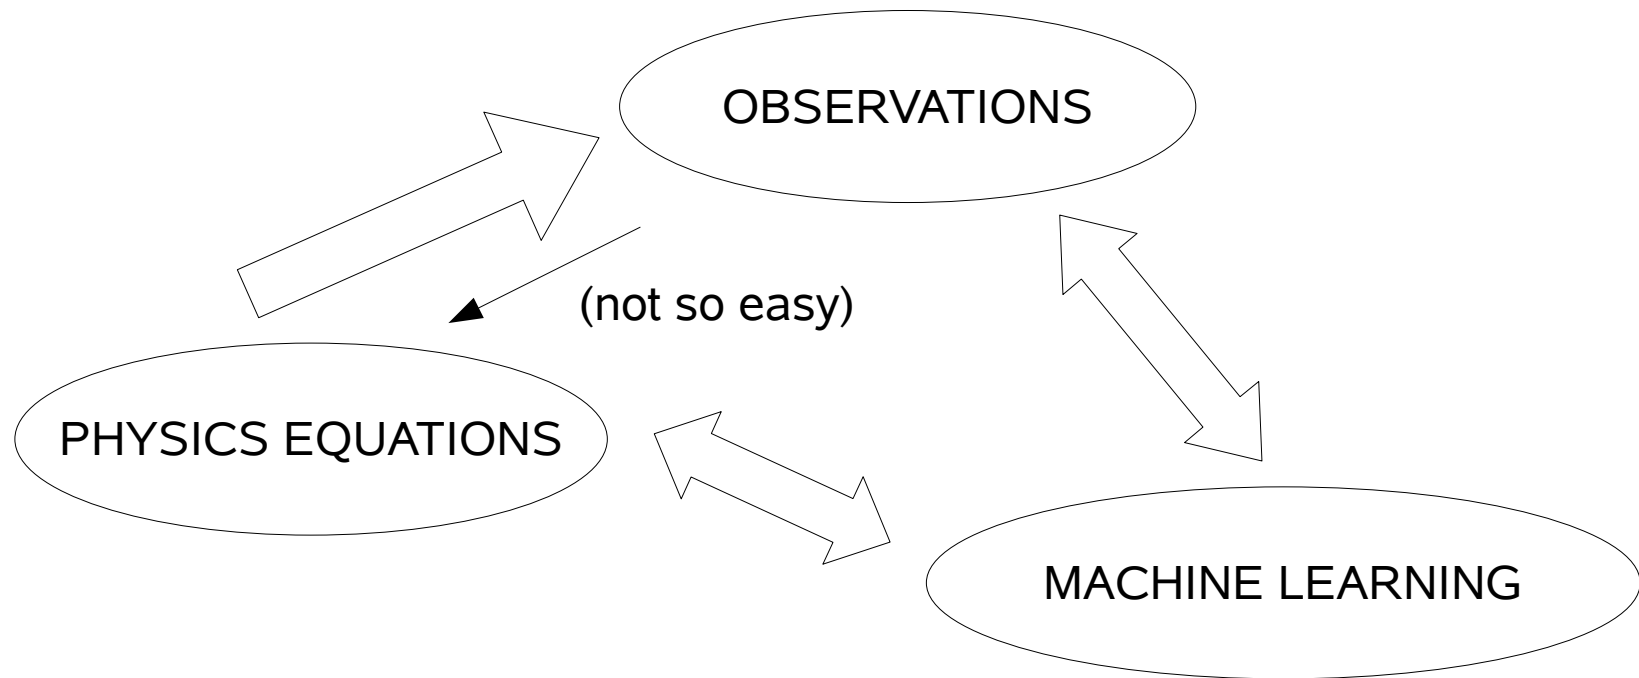 OBSERVATIONS
(not so easy)
PHYSICS EQUATIONS
MACHINE LEARNING